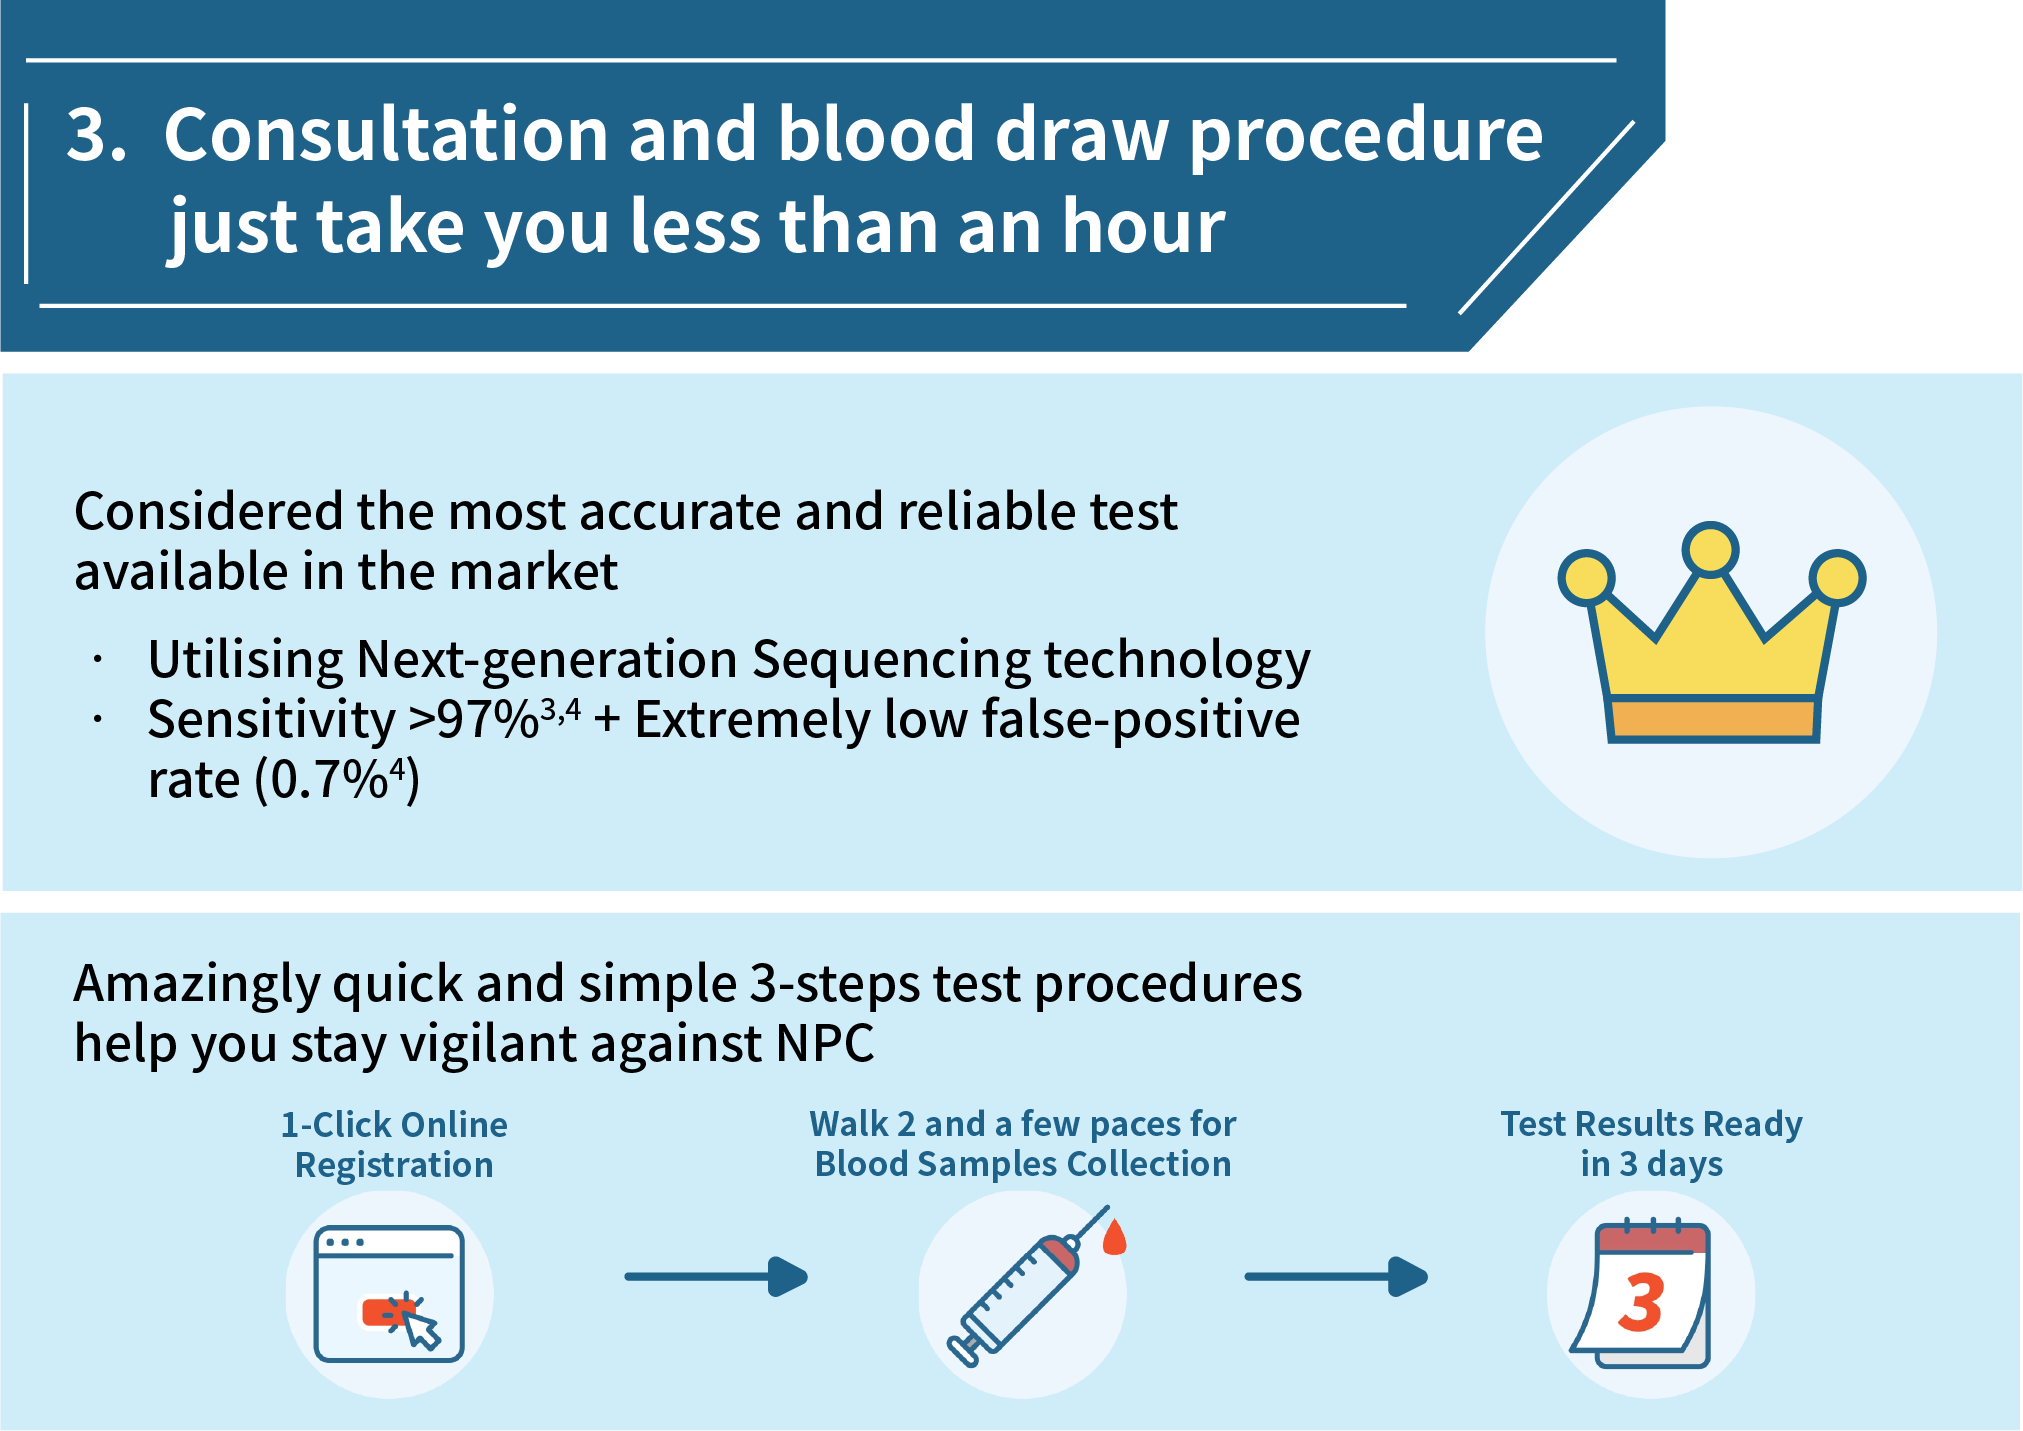 3. Consultation and blood draw procedure
just take you less than an hour
Considered the most accurate and reliable test
available in the market
· Utilising Next-generation Sequencing technology
· Sensitivity >97%³,⁴ + Extremely low false-positive
rate (0.7%⁴)
Amazingly quick and simple 3-steps test procedures
help you stay vigilant against NPC
1-Click Online
Registration
Walk 2 and a few paces for
Blood Samples Collection
Test Results Ready
in 3 days
3